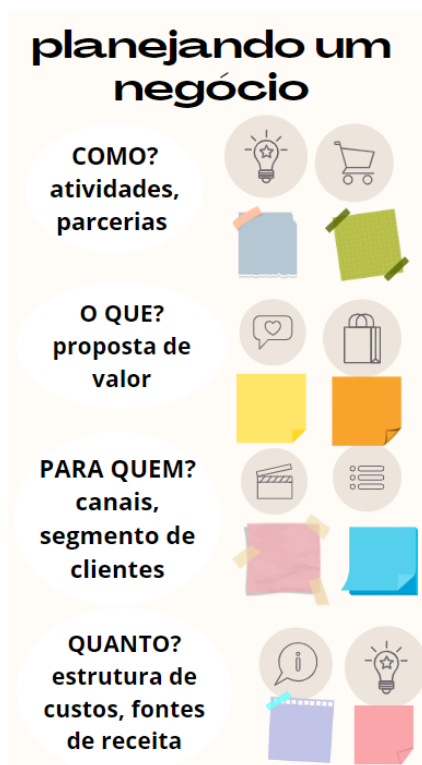 planejando um
negócio
COMO?
atividades,
parcerias
O QUE?
proposta de
valor
PARA QUEM?
canais,
segmento de
clientes
QUANTO?
estrutura de
custos, fontes
de receita